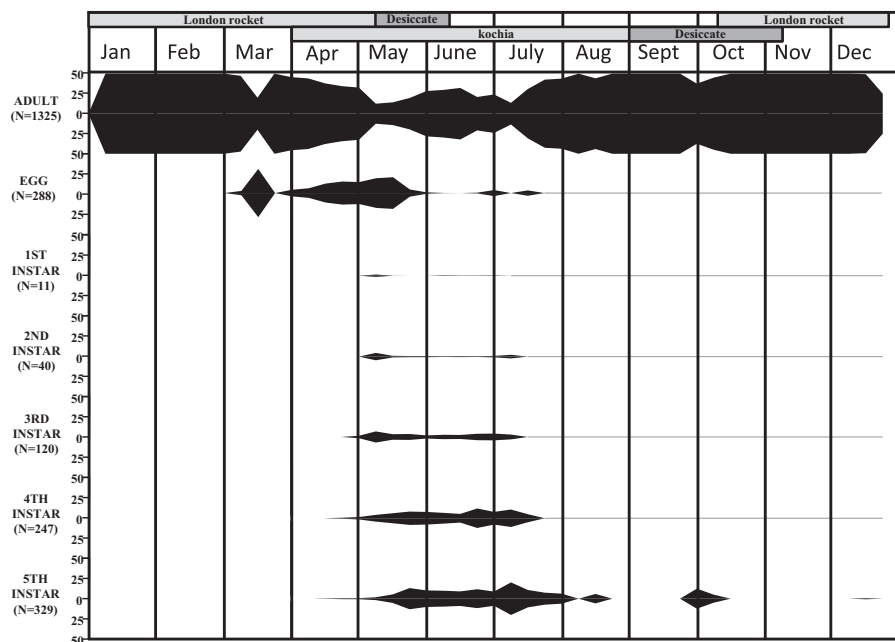 London rocket Desiccate London rocket
kochia Desiccate
Jan Feb Mar Apr May June July Aug Sept Oct Nov Dec
50
25
ADULT
(N=1325)
0
25
50
25
EGG
(N=288)
0
25
50
25
1ST
INSTAR
(N=11)
0
25
50
25
2ND
INSTAR
(N=40)
0
25
50
25
3RD
INSTAR
(N=120)
0
25
50
25
4TH
INSTAR
(N=247)
0
25
50
25
5TH
INSTAR
(N=329)
0
25
50